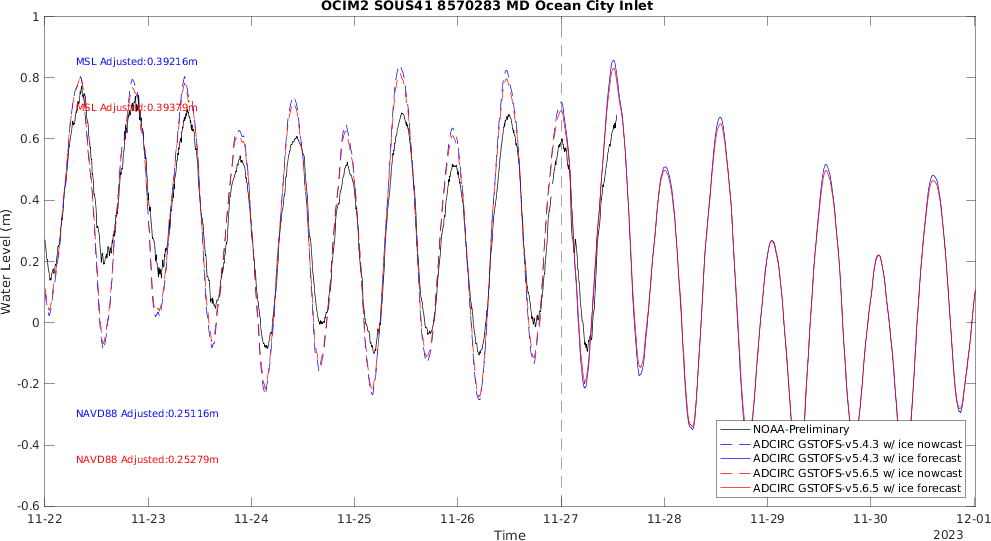 OCIM2 SOUS41 8570283 MD Ocean City Inlet
1
0.8
0.6
0.4
0.2
0
-0.2
-0.4
-0.6
Water Level (m)
MSL Adjusted:0.39216m
MSL Adjusted:0.39379m
NAVD88 Adjusted:0.25116m
NAVD88 Adjusted:0.25279m
NOAA-Preliminary
ADCIRC GSTOFS-v5.4.3 w/ ice nowcast
ADCIRC GSTOFS-v5.4.3 w/ ice forecast
ADCIRC GSTOFS-v5.6.5 w/ ice nowcast
ADCIRC GSTOFS-v5.6.5 w/ ice forecast
11-22 11-23 11-24 11-25 11-26 11-27 11-28 11-29 11-30 12-01
Time
2023